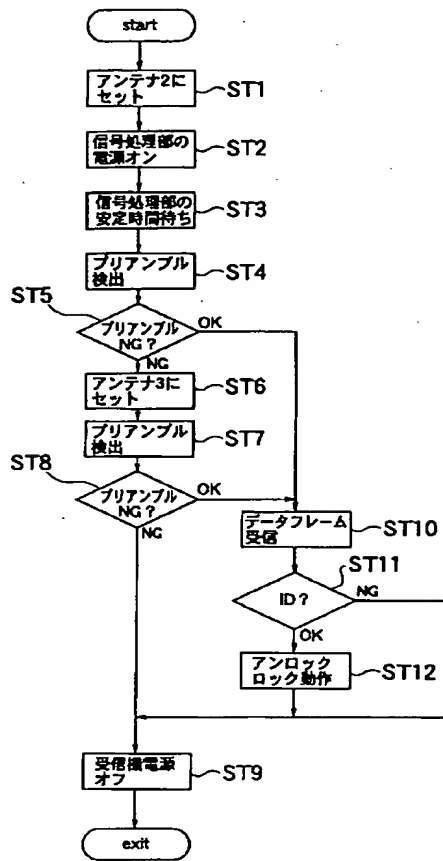 start
アンテナ2に
セット
ST1
信号処理部の
電源オン
ST2
信号処理部の
安定時間待ち
ST3
プリアンブル
検出
ST4
ST5
プリアンブル
NG?
OK
NG
アンテナ3に
セット
ST6
プリアンブル
検出
ST7
ST8
プリアンブル
NG?
OK
NG
データフレーム
受信
ST10
ST11
ID?
NG
OK
アンロック
ロック動作
ST12
受信機電源
オフ
ST9
exit